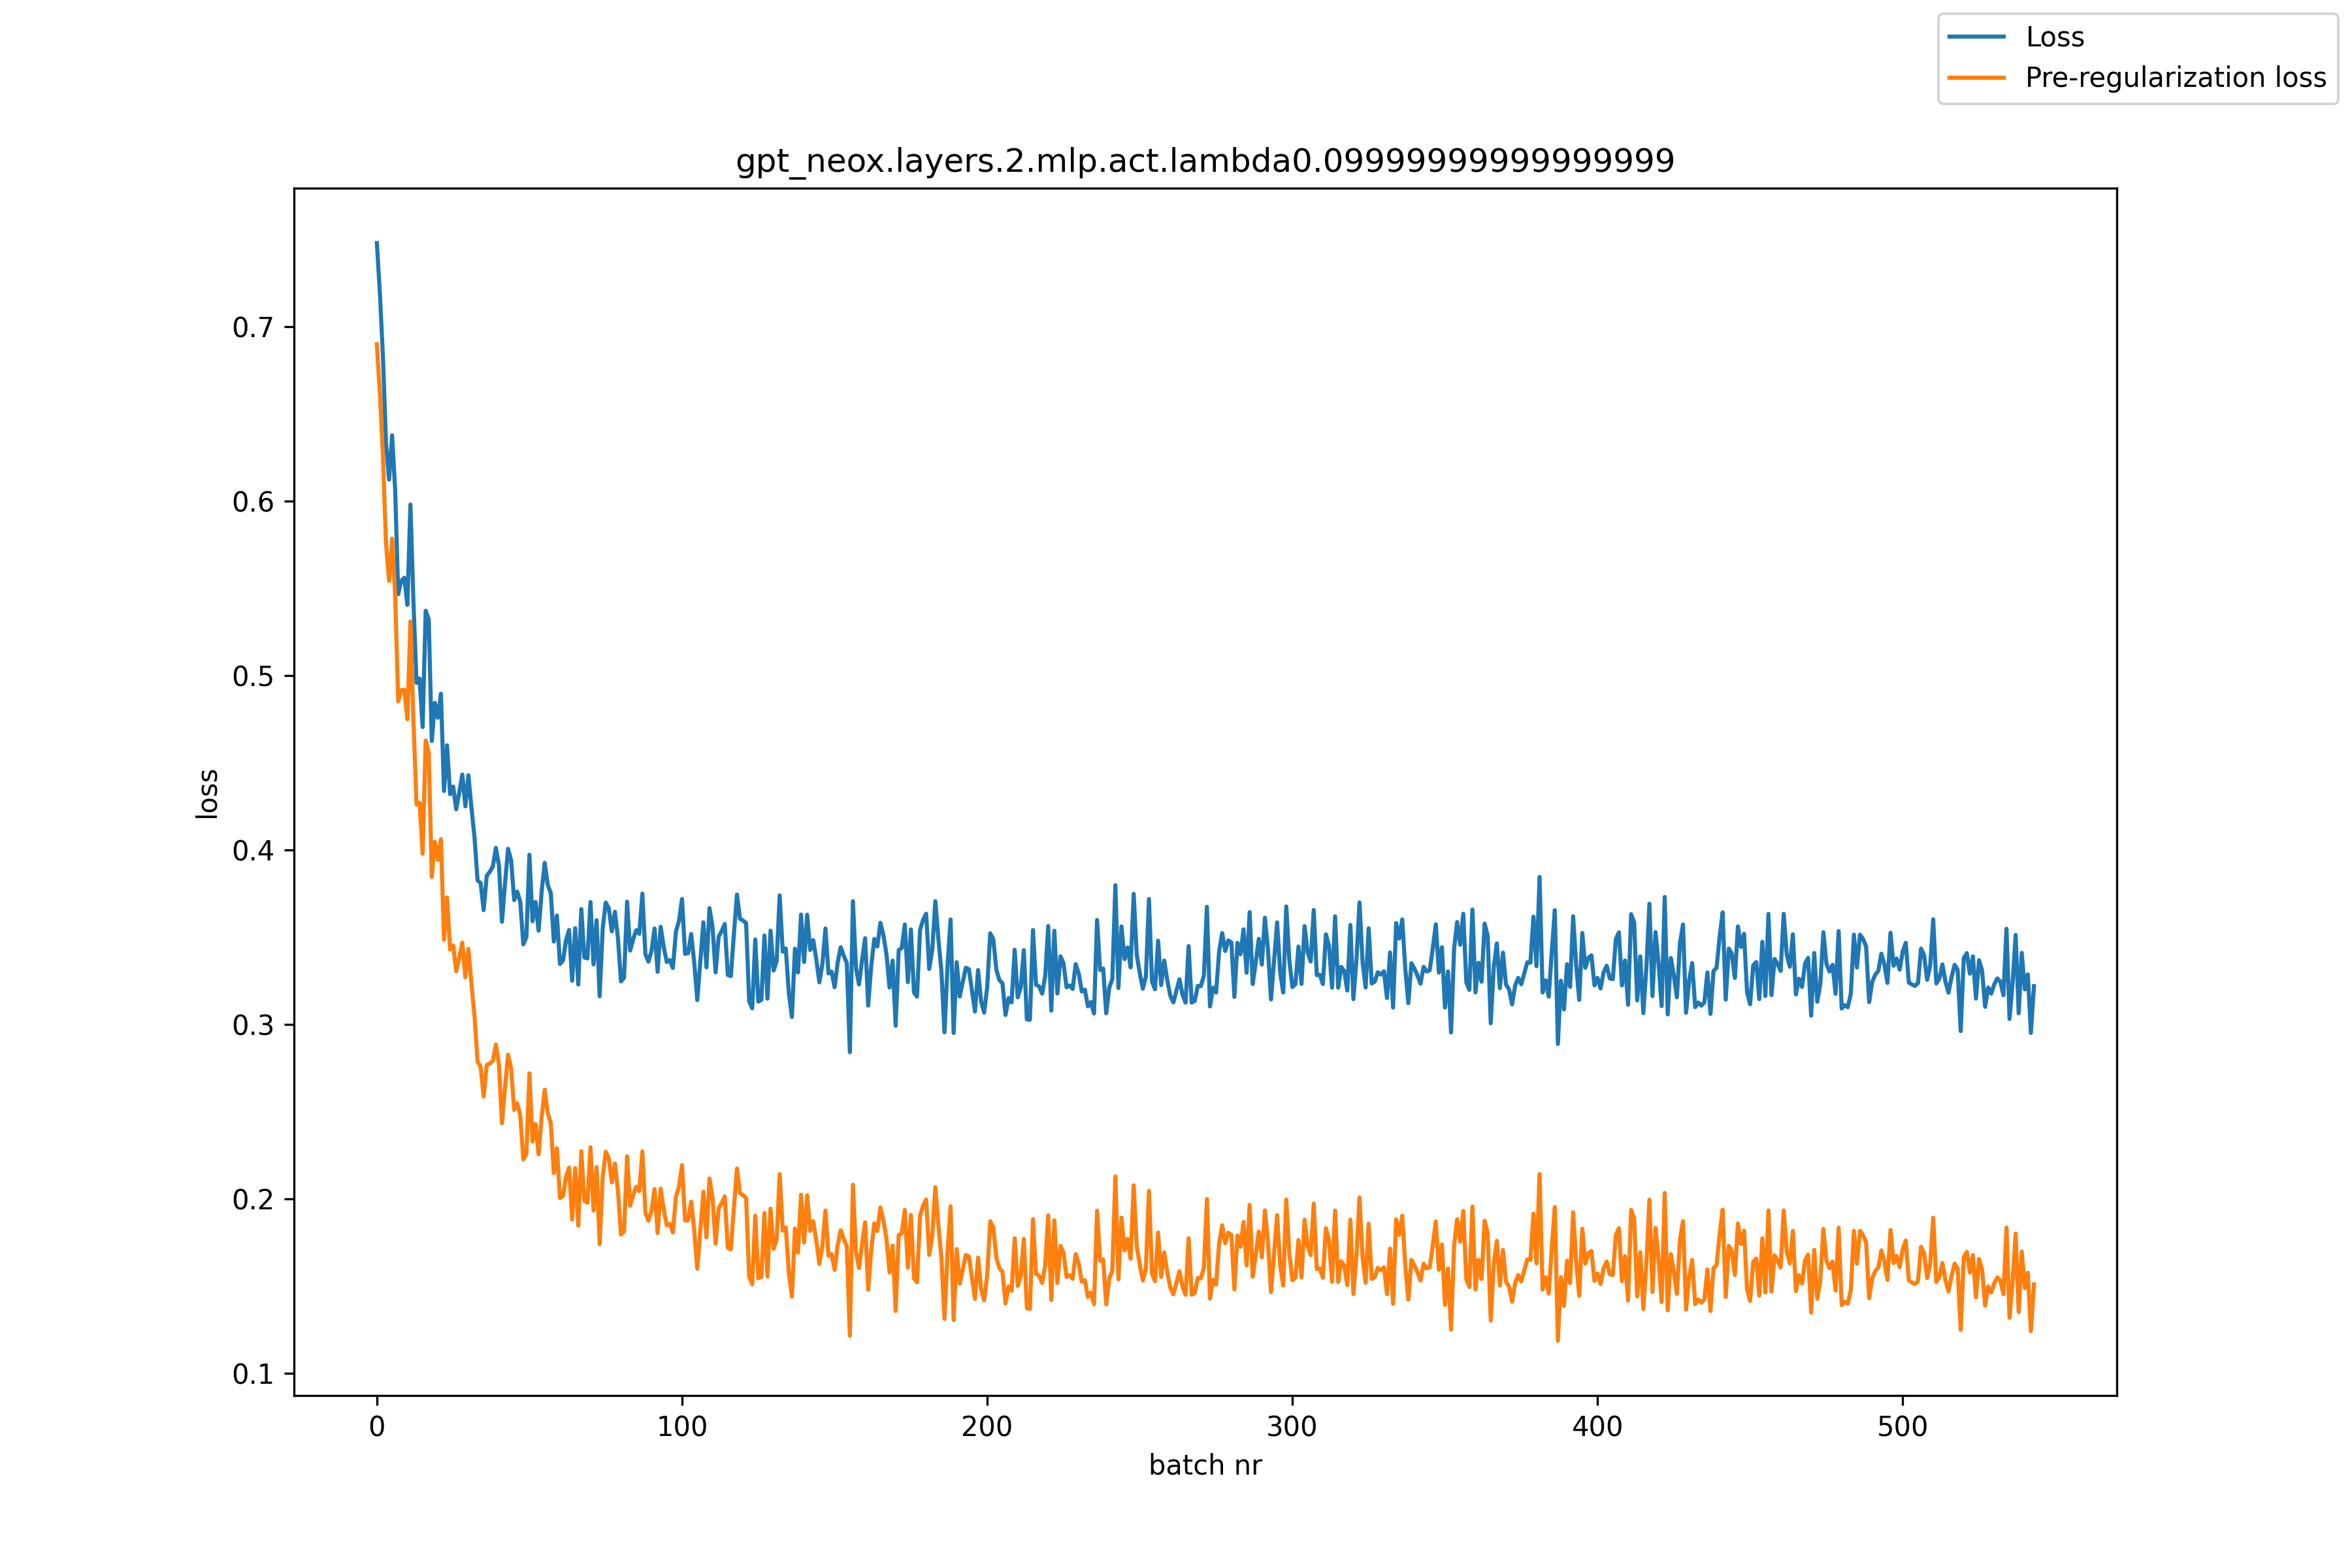 Loss
Pre-regularization loss
gpt_neox.layers.2.mlp.act.lambda0.09999999999999999
loss
0.7
0.6
0.5
0.4
0.3
0.2
0.1
0 100 200 300 400 500
batch nr